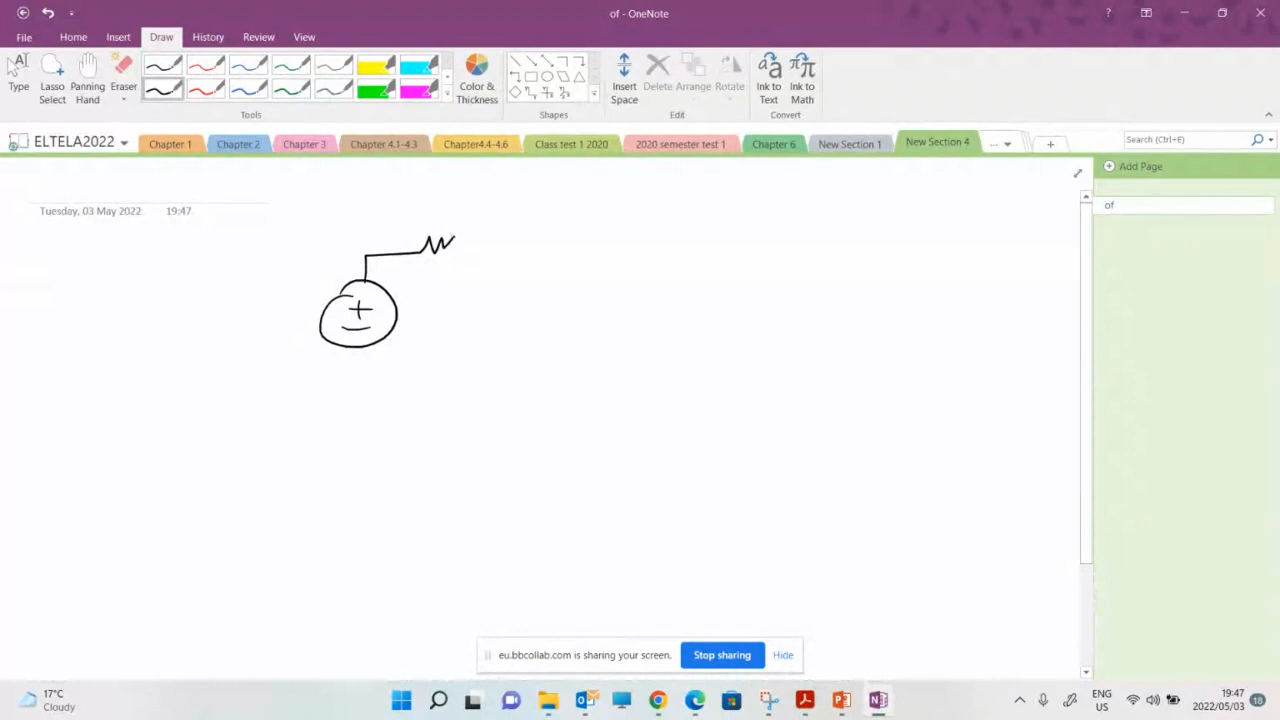 of - OneNote
?
File Home Insert Draw History Review View
Type
Lasso Select
Panning Hand
Eraser
Color & Thickness
Insert Space
Delete
Arrange
Rotate
Ink to Text
Ink to Math
Tools
Shapes
Edit
Convert
ELTELA2022
Chapter 1
Chapter 2
Chapter 3
Chapter 4.1-4.3
Chapter4.4-4.6
Class test 1 2020
2020 semester test 1
Chapter 6
New Section 1
New Section 4
...
Search (Ctrl+E)
Add Page
of
Tuesday, 03 May 2022 19:47
+
−
eu.bbcollab.com is sharing your screen. Stop sharing Hide
17°C
Cloudy
ENG
US
19:47
2022/05/03
18